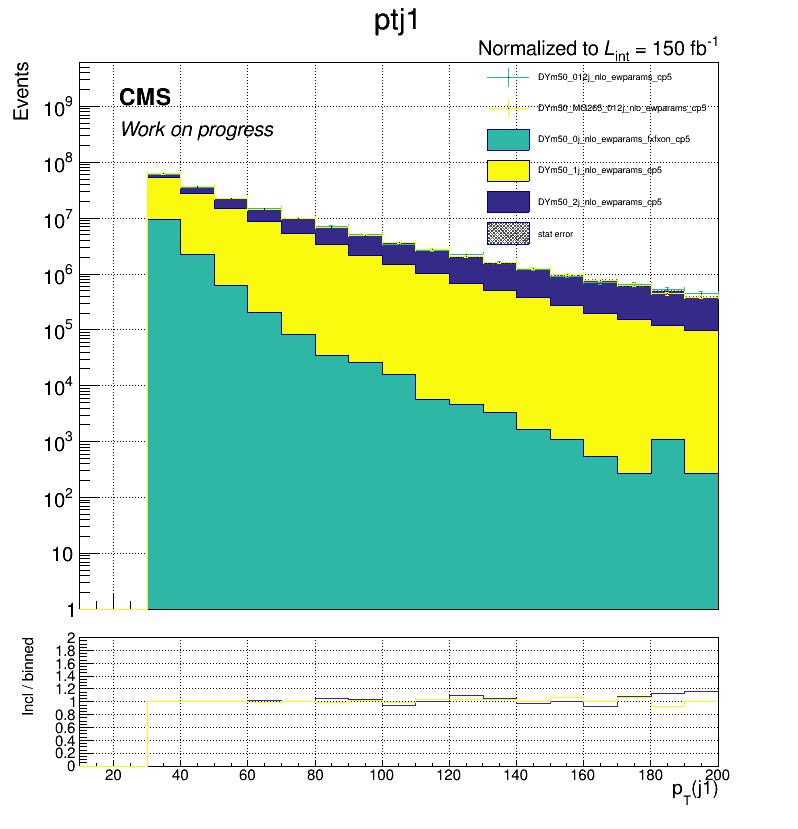 ptj1
Normalized to L_int = 150 fb^-1
Events
CMS
Work on progress
DYm50_012j_nlo_ewparams_cp5
DYm50_MG265_012j_nlo_ewparams_cp5
DYm50_0j_nlo_ewparams_fxfxon_cp5
DYm50_1j_nlo_ewparams_cp5
DYm50_2j_nlo_ewparams_cp5
stat error
10^9
10^8
10^7
10^6
10^5
10^4
10^3
10^2
10
1
Incl / binned
2
1.8
1.6
1.4
1.2
1
0.8
0.6
0.4
0.2
0
20 40 60 80 100 120 140 160 180 200
p_T(j1)